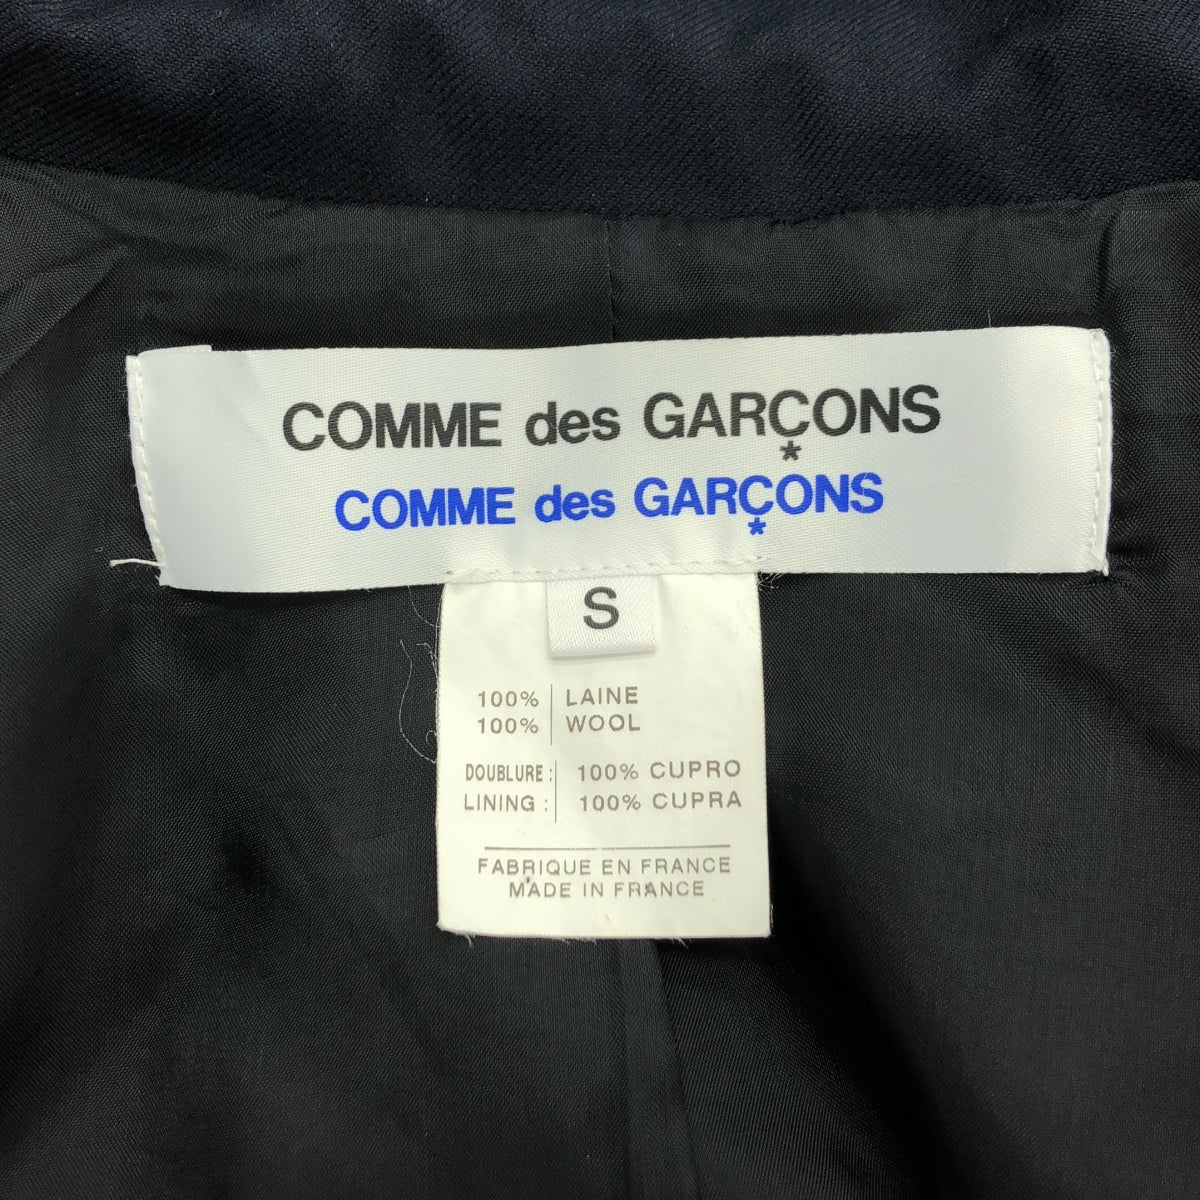 COMME des GARÇONS
*
COMME des GARÇONS
*
S
100% LAINE
100% WOOL
DOUBLURE : 100% CUPRO
LINING : 100% CUPRA
FABRIQUE EN FRANCE
MADE IN FRANCE